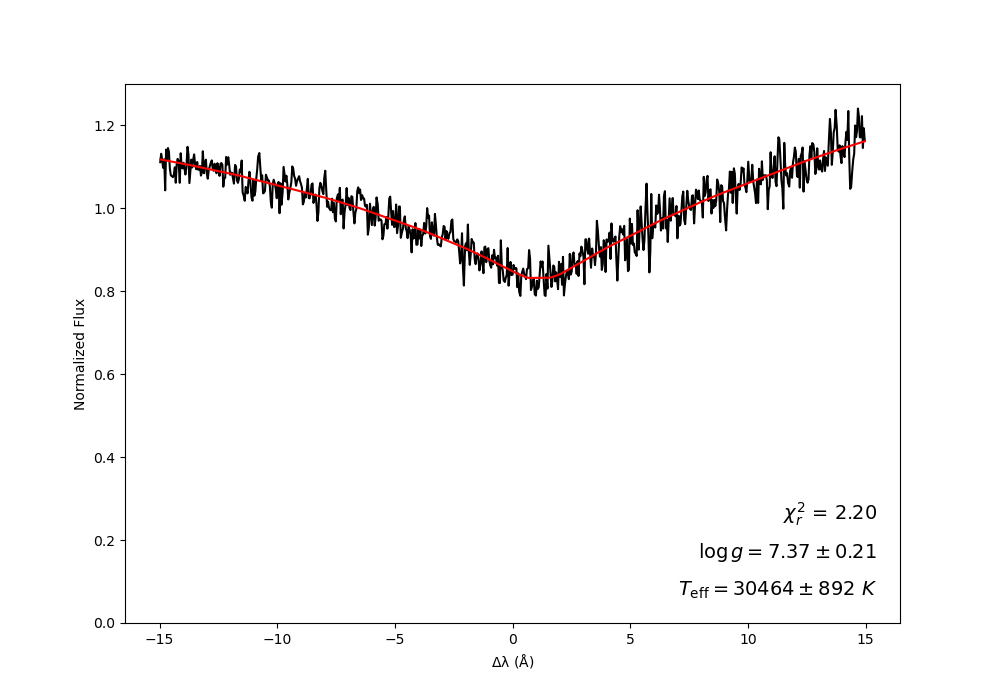 1.2
1.0
0.8
0.6
0.4
0.2
0.0
Normalized Flux
χ²ᵣ = 2.20
log g = 7.37 ± 0.21
T_eff = 30464 ± 892 K
−15 −10 −5 0 5 10 15
Δλ (Å)